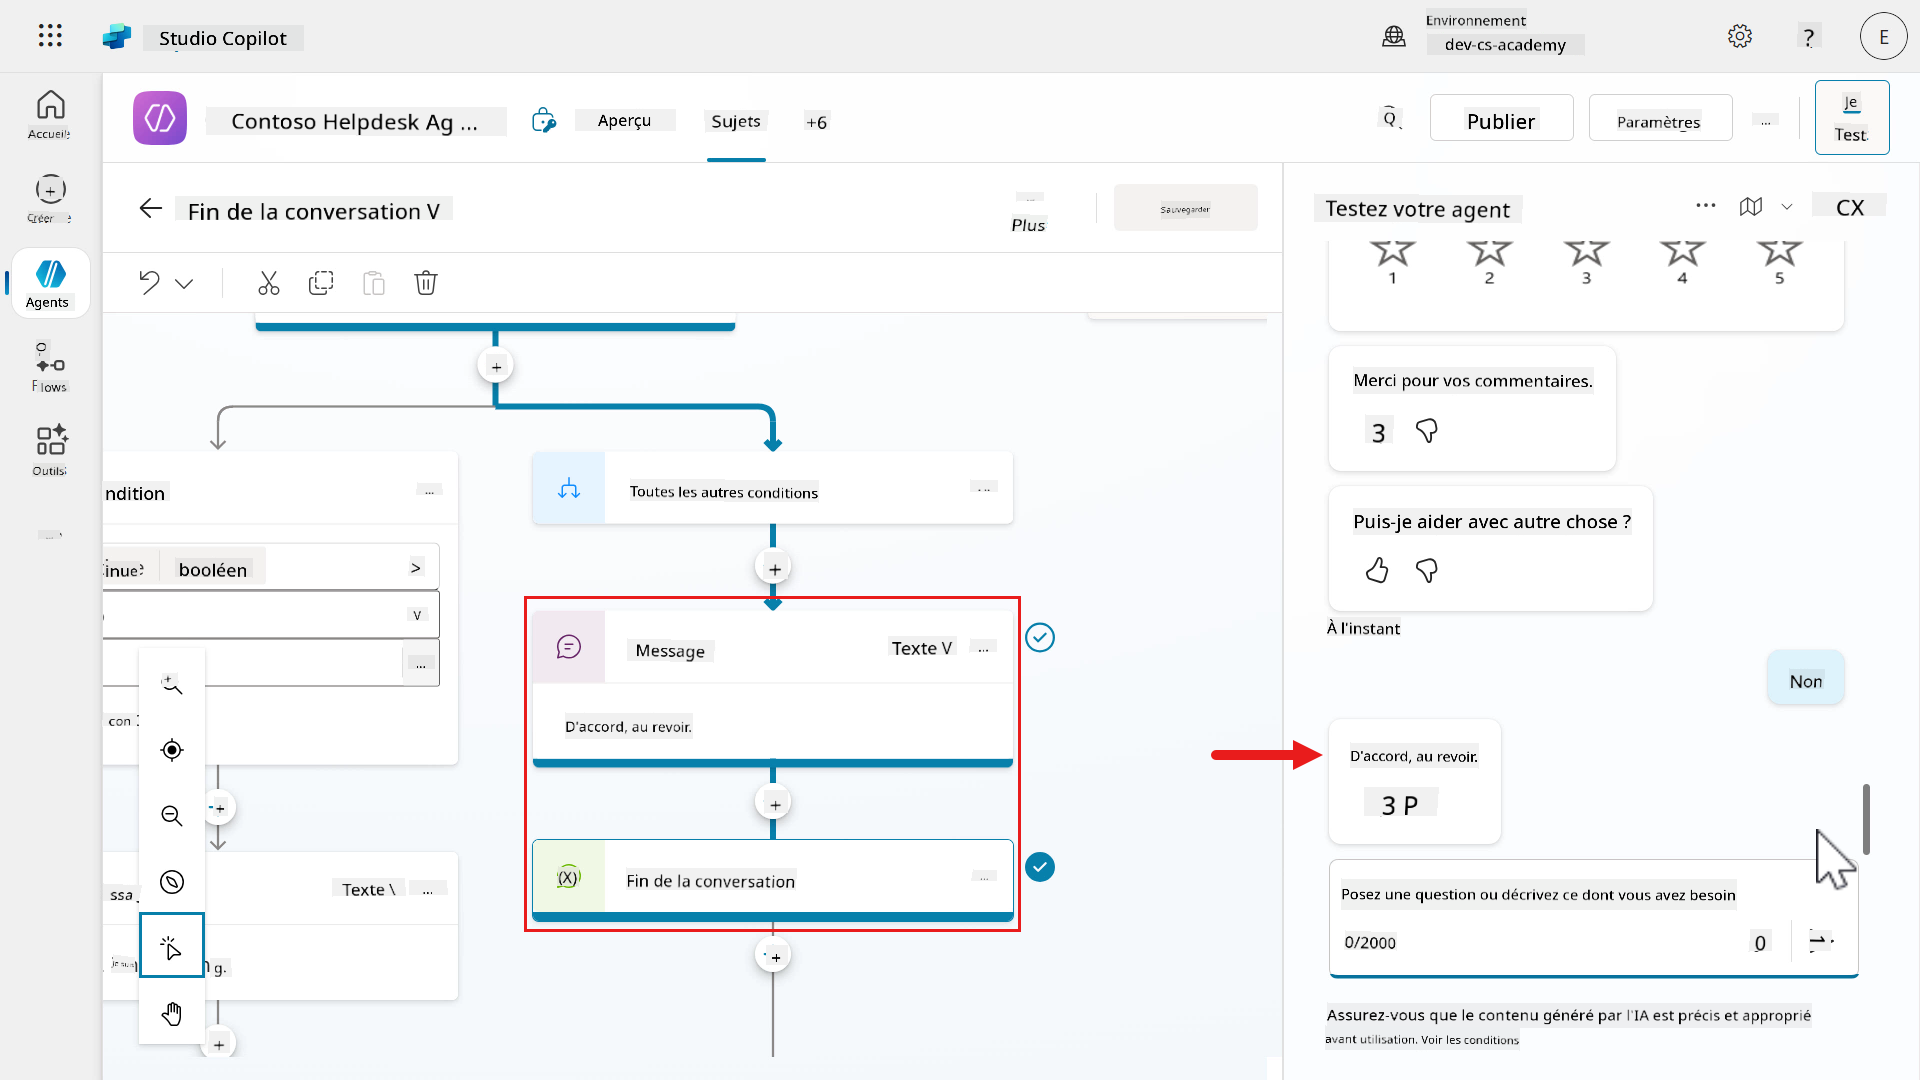 Studio Copilot
Environnement
dev-cs-academy
?
E
Accueil
Créer
Agents
Flows
Outils
Contoso Helpdesk Ag ...
Aperçu
Sujets
+6
Publier
Paramètres
...
Je
Test
Fin de la conversation V
Plus
Sauvegarder
ndition
...
inue
booléen
>
V
...
con
Texte \
...
g.
Toutes les autres conditions
...
Message
Texte V
...
D'accord, au revoir.
(X)
Fin de la conversation
...
Testez votre agent
...
CX
1
2
3
4
5
Merci pour vos commentaires.
3
Puis-je aider avec autre chose ?
À l'instant
Non
D'accord, au revoir.
3 P
Posez une question ou décrivez ce dont vous avez besoin
0/2000
0
Assurez-vous que le contenu généré par l'IA est précis et approprié
avant utilisation. Voir les conditions